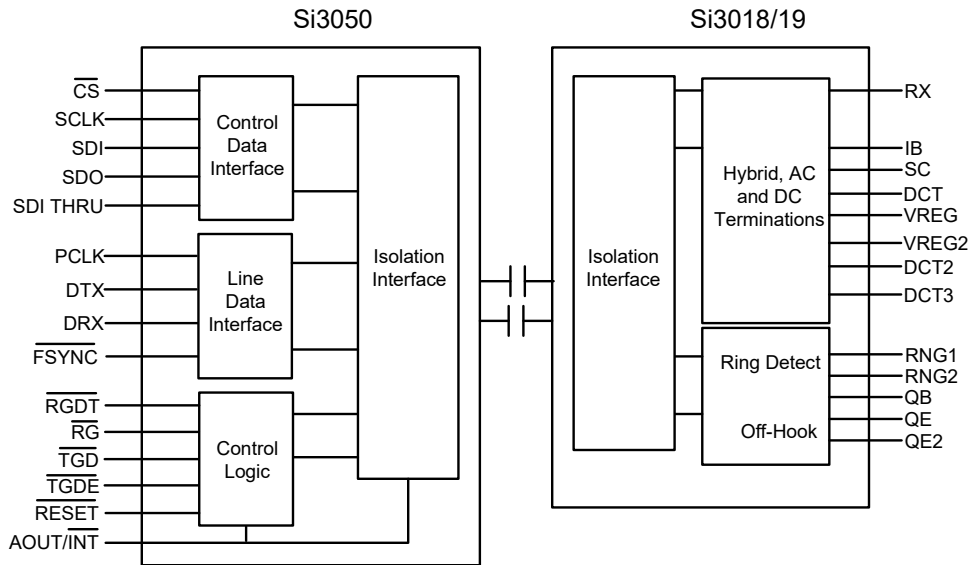 Si3050
Si3018/19
CS
SCLK
SDI
SDO
SDI THRU
PCLK
DTX
DRX
FSYNC
RGDT
RG
TGD
TGDE
RESET
AOUT/INT
Control
Data
Interface
Line
Data
Interface
Control
Logic
Isolation
Interface
Isolation
Interface
Hybrid, AC
and DC
Terminations
Ring Detect
Off-Hook
RX
IB
SC
DCT
VREG
VREG2
DCT2
DCT3
RNG1
RNG2
QB
QE
QE2